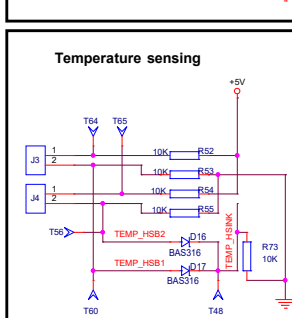 Temperature sensing
+5V
T64 T65
J3 1 2
10K R52
10K R53
J4 1 2
10K R54
10K R55
T56
TEMP_HSB2 D16
BAS316
TEMP_HSB1 D17
BAS316
TEMP_HSINK
R73
10K
T60 T48